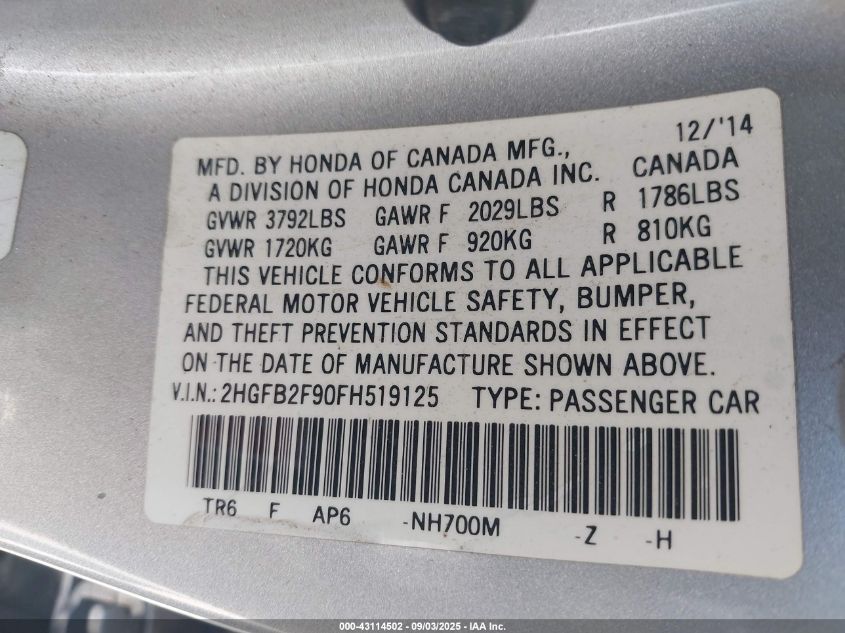 12/'14
MFD. BY HONDA OF CANADA MFG.,
A DIVISION OF HONDA CANADA INC. CANADA
GVWR 3792LBS GAWR F 2029LBS R 1786LBS
GVWR 1720KG GAWR F 920KG R 810KG
THIS VEHICLE CONFORMS TO ALL APPLICABLE
FEDERAL MOTOR VEHICLE SAFETY, BUMPER,
AND THEFT PREVENTION STANDARDS IN EFFECT
ON THE DATE OF MANUFACTURE SHOWN ABOVE.
V.I.N.: 2HGFB2F90FH519125 TYPE: PASSENGER CAR
TR6 F AP6 -NH700M -Z -H
000-43114502 - 09/03/2025 - IAA Inc.